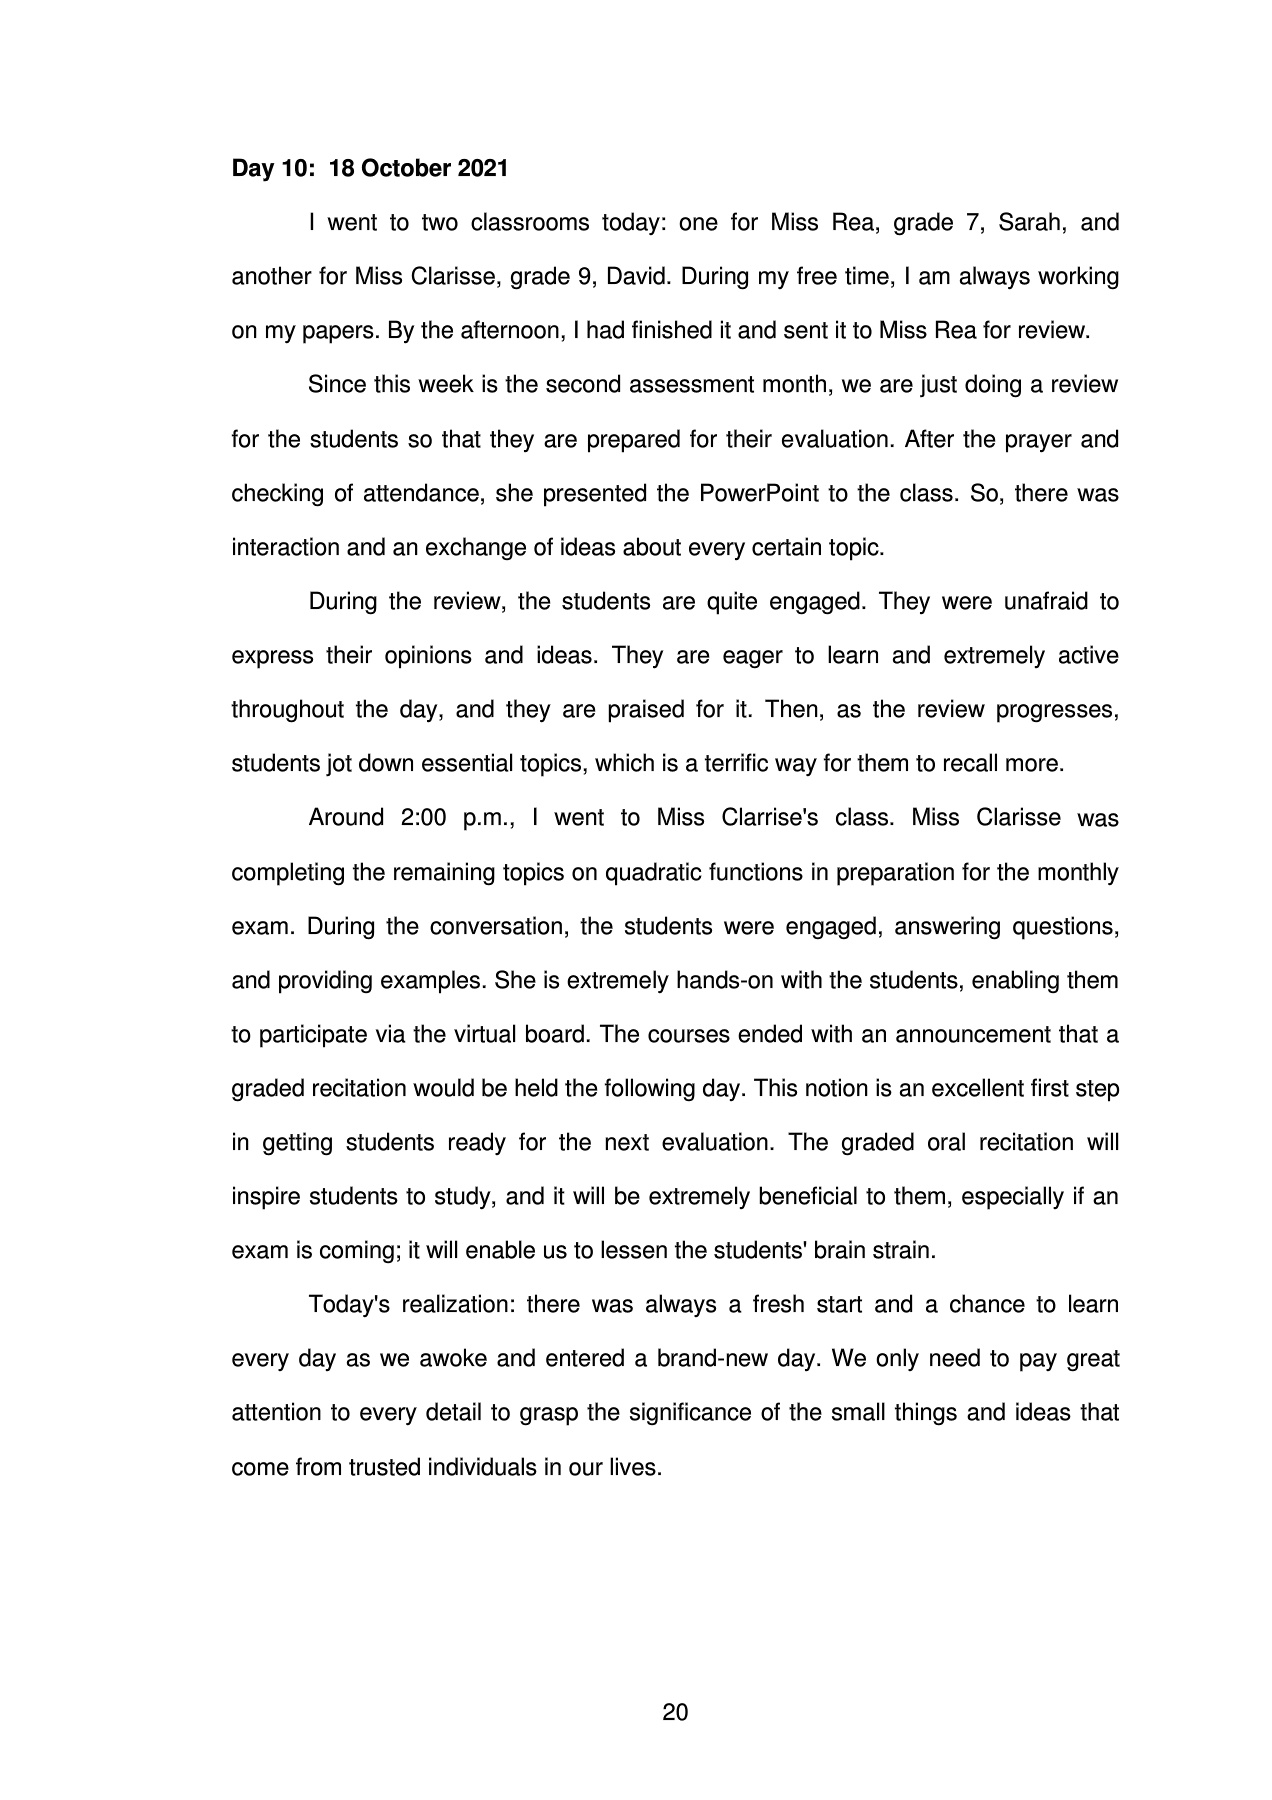 Day 10:  18 October 2021
I went to two classrooms today: one for Miss Rea, grade 7, Sarah, and
another for Miss Clarisse, grade 9, David. During my free time, I am always working
on my papers. By the afternoon, I had finished it and sent it to Miss Rea for review.
Since this week is the second assessment month, we are just doing a review
for the students so that they are prepared for their evaluation. After the prayer and
checking of attendance, she presented the PowerPoint to the class. So, there was
interaction and an exchange of ideas about every certain topic.
During the review, the students are quite engaged. They were unafraid to
express their opinions and ideas. They are eager to learn and extremely active
throughout the day, and they are praised for it. Then, as the review progresses,
students jot down essential topics, which is a terrific way for them to recall more.
Around 2:00 p.m., I went to Miss Clarrise's class. Miss Clarisse was
completing the remaining topics on quadratic functions in preparation for the monthly
exam. During the conversation, the students were engaged, answering questions,
and providing examples. She is extremely hands-on with the students, enabling them
to participate via the virtual board. The courses ended with an announcement that a
graded recitation would be held the following day. This notion is an excellent first step
in getting students ready for the next evaluation. The graded oral recitation will
inspire students to study, and it will be extremely beneficial to them, especially if an
exam is coming; it will enable us to lessen the students' brain strain.
Today's realization: there was always a fresh start and a chance to learn
every day as we awoke and entered a brand-new day. We only need to pay great
attention to every detail to grasp the significance of the small things and ideas that
come from trusted individuals in our lives.
20